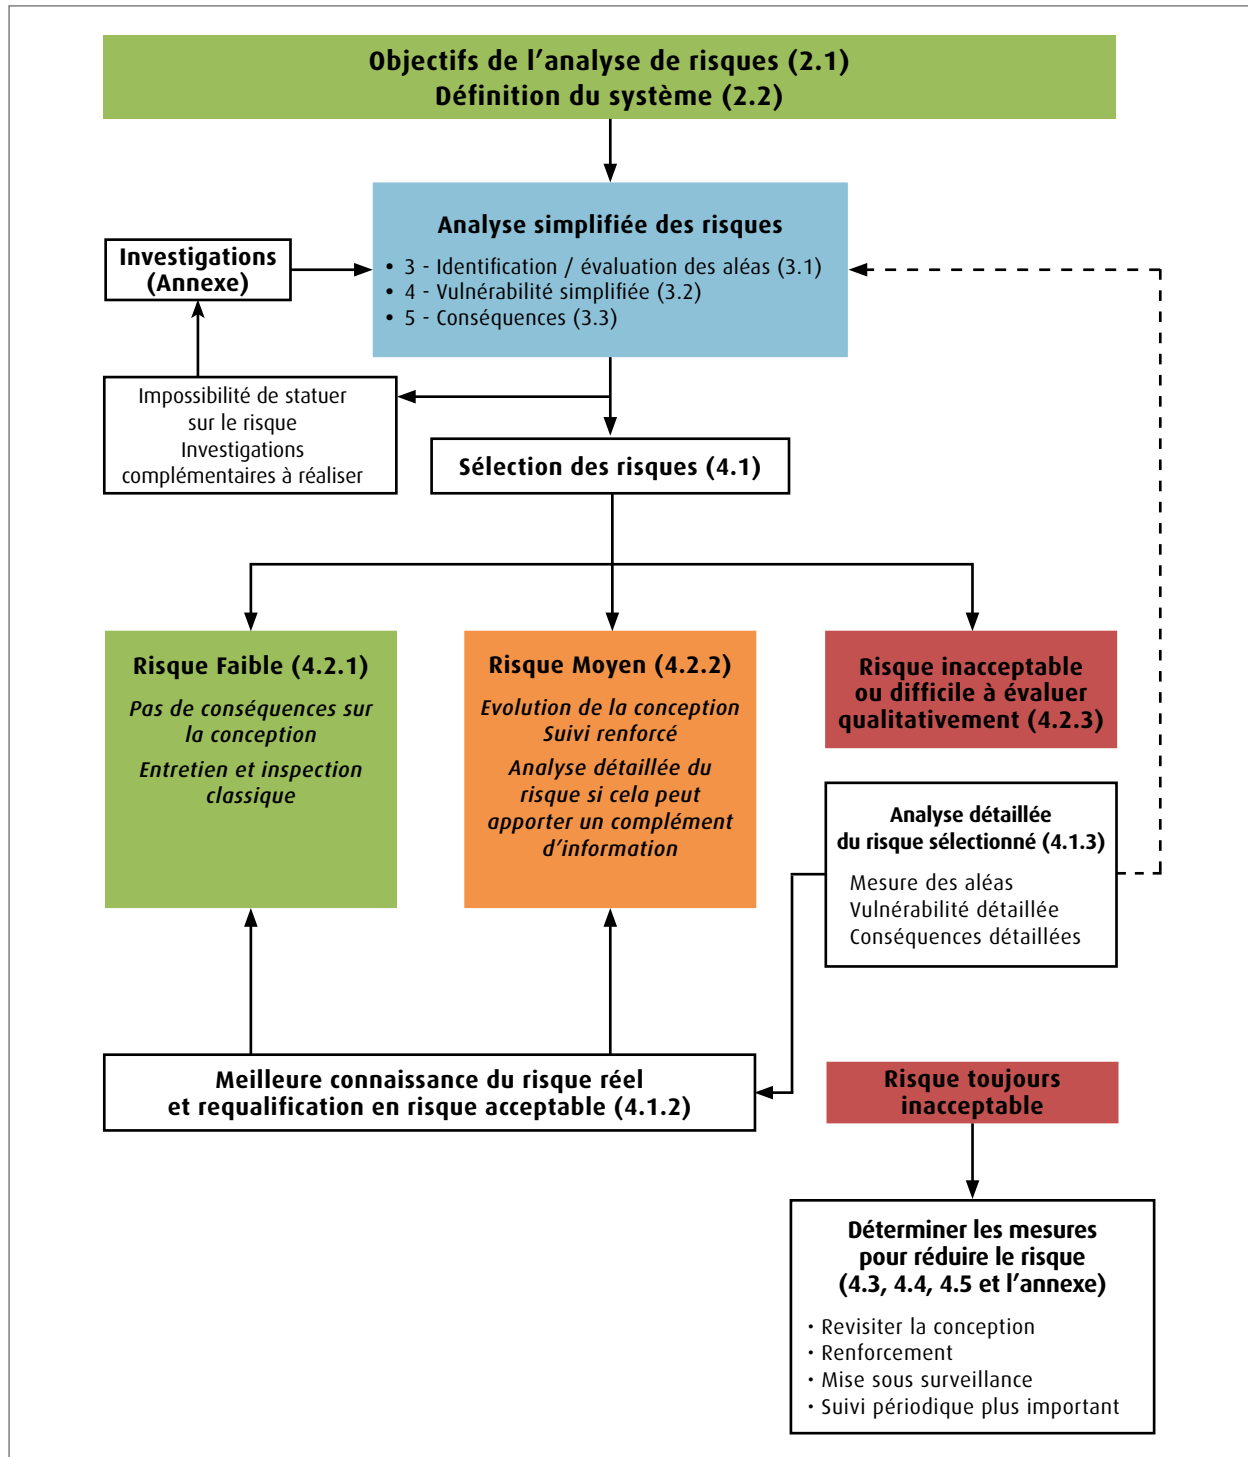 Objectifs de l'analyse de risques (2.1)
Définition du système (2.2)
Analyse simplifiée des risques
• 3 - Identification / évaluation des aléas (3.1)
• 4 - Vulnérabilité simplifiée (3.2)
• 5 - Conséquences (3.3)
Investigations
(Annexe)
Impossibilité de statuer
sur le risque
Investigations
complémentaires à réaliser
Sélection des risques (4.1)
Risque Faible (4.2.1)
Pas de conséquences sur
la conception
Entretien et inspection
classique
Risque Moyen (4.2.2)
Evolution de la conception
Suivi renforcé
Analyse détaillée du
risque si cela peut
apporter un complément
d'information
Risque inacceptable
ou difficile à évaluer
qualitativement (4.2.3)
Analyse détaillée
du risque sélectionné (4.1.3)
Mesure des aléas
Vulnérabilité détaillée
Conséquences détaillées
Meilleure connaissance du risque réel
et requalification en risque acceptable (4.1.2)
Risque toujours
inacceptable
Déterminer les mesures
pour réduire le risque
(4.3, 4.4, 4.5 et l'annexe)
• Revisiter la conception
• Renforcement
• Mise sous surveillance
• Suivi périodique plus important